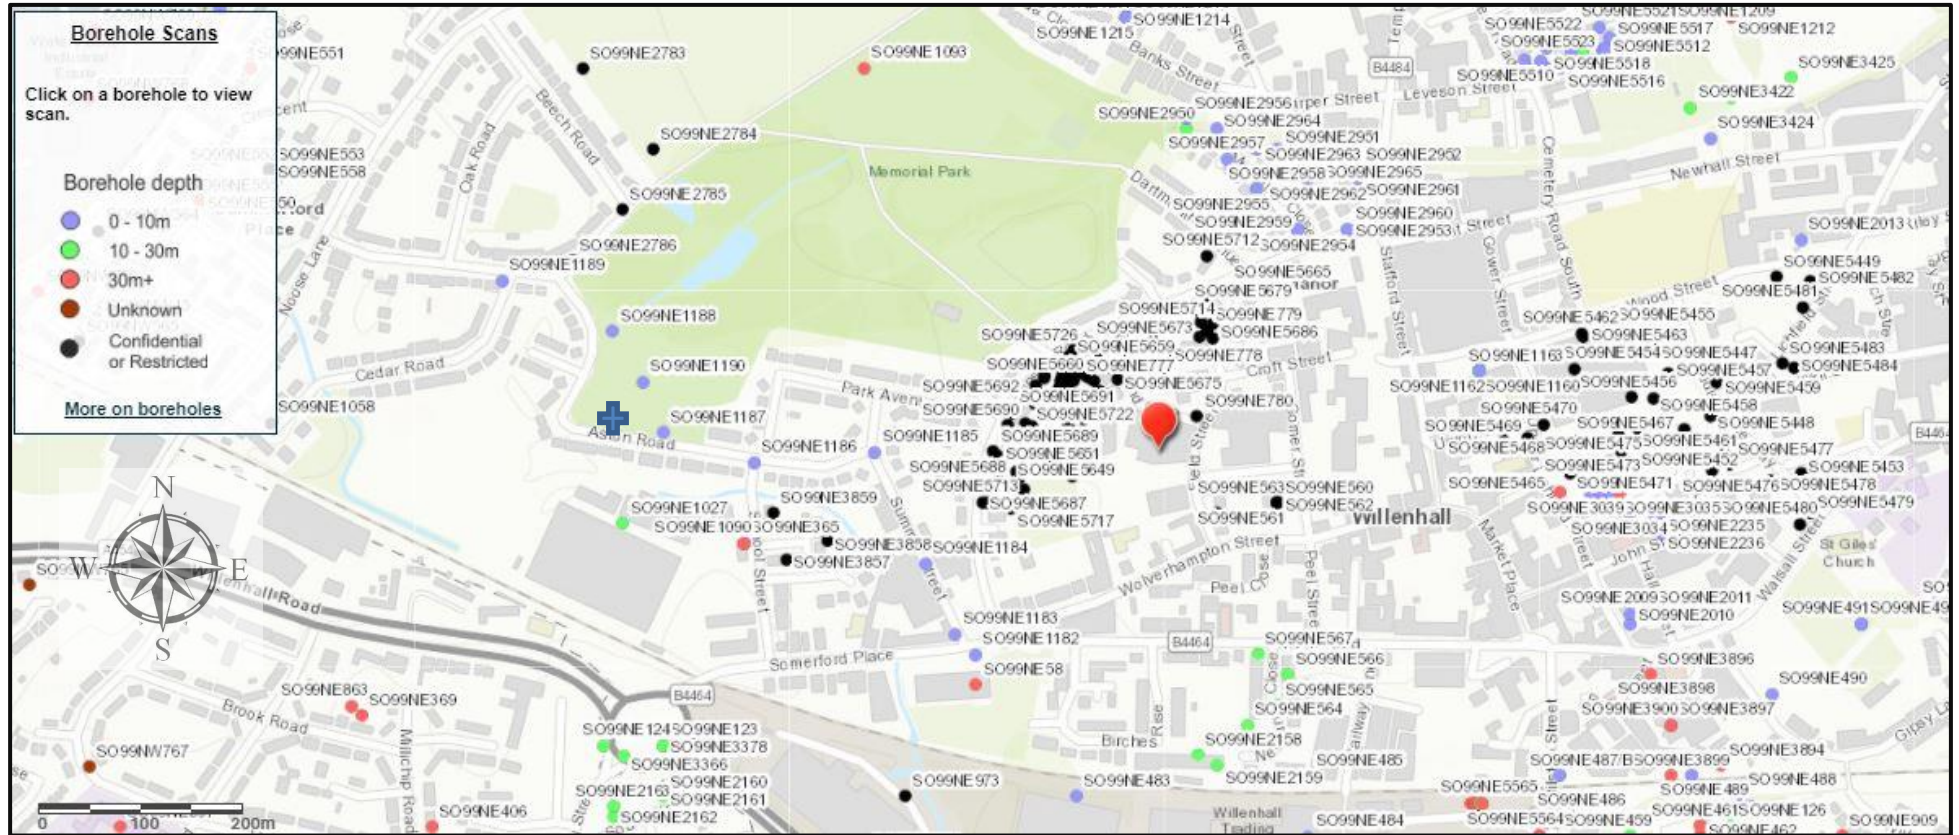 Borehole Scans
Click on a borehole to view
scan.
Borehole depth
0 - 10m
10 - 30m
30m+
Unknown
Confidential
or Restricted
More on boreholes
SO99NE2783
SO99NE1093
SO99NE1214
SO99NE1215
Banks Street
B4484
SO99NE5522
SO99NE5517
SO99NE5523
SO99NE5512
SO99NE1212
SO99NE5518
SO99NE5510
SO99NE5516
SO99NE3425
Leveson Street
SO99NE3422
SO99NE3424
Newhall Street
Beech Road
Oak Road
SO99NE2784
SO99NE2785
SO99NE2786
SO99NE553
SO99NE558
Noose Lane
Memorial Park
SO99NE2950
SO99NE2956
SO99NE2964
SO99NE2957
SO99NE2951
SO99NE2963
SO99NE2952
SO99NE2958
SO99NE2965
SO99NE2962
SO99NE2961
SO99NE2955
SO99NE2960
SO99NE2959
SO99NE2953
SO99NE5712
SO99NE2954
Cemetery Road South
Gower Street
Stafford Street
SO99NE2013
SO99NE5449
SO99NE5482
SO99NE5481
Wood Street
SO99NE1189
SO99NE1188
SO99NE1190
SO99NE1187
Cedar Road
SO99NE1058
Aston Road
SO99NE5665
SO99NE5679
SO99NE5714
SO99NE779
SO99NE5726
SO99NE5673
SO99NE5686
SO99NE5659
SO99NE778
SO99NE5660
SO99NE777
Croft Street
SO99NE5692
SO99NE5675
Park Aven
SO99NE5691
SO99NE780
SO99NE5690
SO99NE5722
SO99NE1186
SO99NE1185
SO99NE5689
SO99NE5651
SO99NE5688
SO99NE5649
SO99NE5713
SO99NE5687
SO99NE5717
SO99NE5462
SO99NE5455
SO99NE5463
SO99NE1163
SO99NE5454
SO99NE5447
SO99NE5483
SO99NE5457
SO99NE5484
SO99NE1162
SO99NE1160
SO99NE5456
SO99NE5459
SO99NE5470
SO99NE5458
SO99NE5469
SO99NE5467
SO99NE5448
SO99NE5468
SO99NE5475
SO99NE5461
SO99NE5477
SO99NE5473
SO99NE5452
SO99NE5453
SO99NE5465
SO99NE5471
SO99NE5476
SO99NE5478
SO99NE5479
SO99NE3039
SO99NE3035
SO99NE5480
SO99NE3034
SO99NE2235
SO99NE2236
SO99NE563
SO99NE560
SO99NE562
SO99NE561
Willenhall
Market Place
Walsall Street
St Giles'
Church
N
W
E
S
SO99NE1027
SO99NE3859
SO99NE1090
SO99NE365
SO99NE3858
SO99NE1184
SO99NE3857
Wolverhampton Street
Peel Street
SO99NE2009
SO99NE2011
SO99NE2010
SO99NE491
SO99NE1183
SO99NE1182
SO99NE58
Somerford Place
B4464
SO99NE567
SO99NE566
SO99NE565
SO99NE564
SO99NE3896
SO99NE3898
SO99NE3900
SO99NE3897
SO99NE490
SO99NE863
SO99NE369
Brook Road
B4464
SO99NE124
SO99NE123
SO99NE3378
SO99NE3366
Millchip Road
SO99NW767
Birches
Rise
SO99NE2158
SO99NE2159
SO99NE485
SO99NE487/B
SO99NE3899
SO99NE3894
SO99NE488
SO99NE489
SO99NE2160
SO99NE2163
SO99NE2161
SO99NE2162
SO99NE973
SO99NE483
SO99NE406
SO99NE5565
SO99NE486
SO99NE5564
SO99NE459
SO99NE461
SO99NE126
SO99NE462
SO99NE909
SO99NE484
Willenhall
Trading
0 100 200m